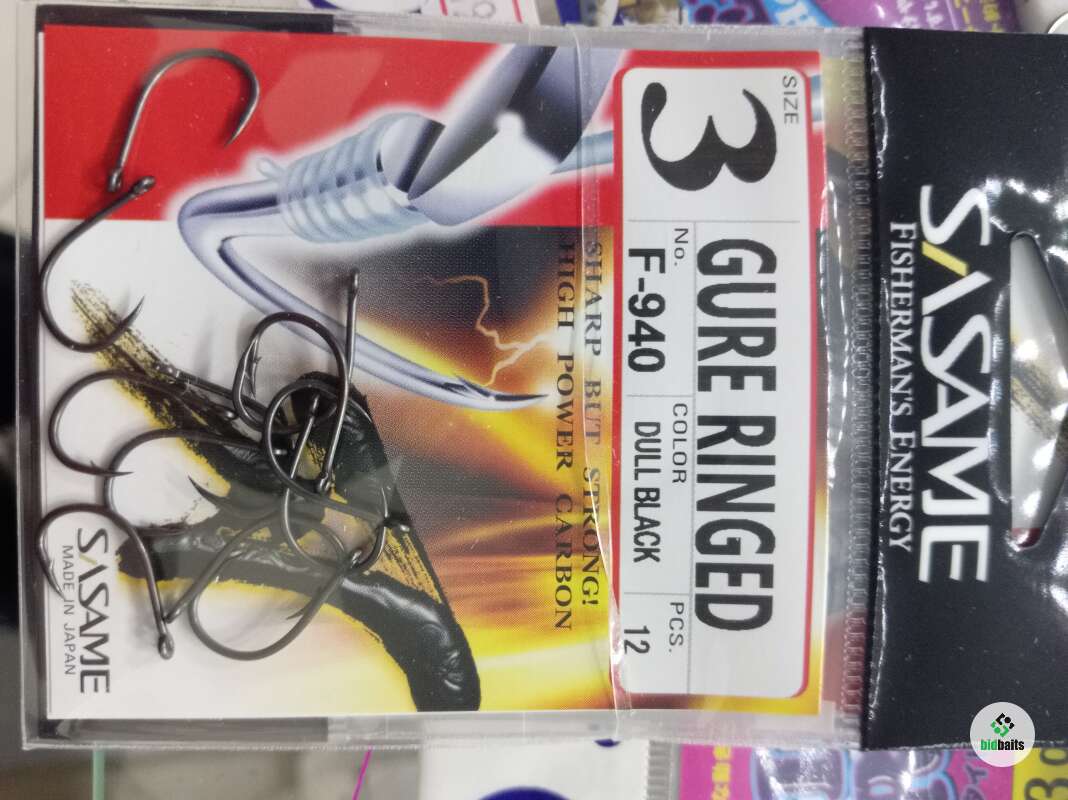 SASAME
FISHERMAN'S ENERGY
SIZE
3
GURE RINGED
No.
F-940
COLOR
DULL BLACK
PCS.
12
SHARP BUT STRONG!
HIGH POWER CARBON
SASAME
MADE IN JAPAN
bidbaits